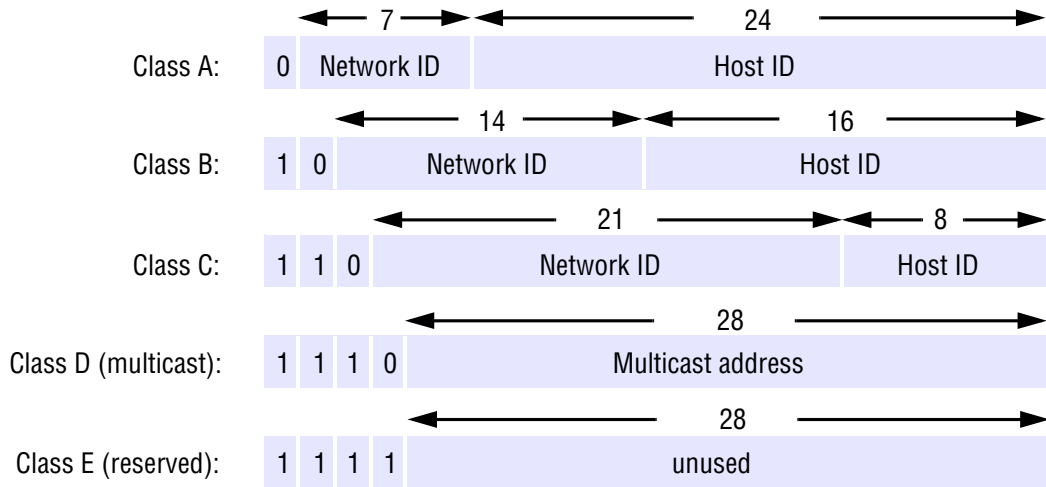 7 24
Class A: 0 Network ID Host ID
14 16
Class B: 1 0 Network ID Host ID
21 8
Class C: 1 1 0 Network ID Host ID
28
Class D (multicast): 1 1 1 0 Multicast address
28
Class E (reserved): 1 1 1 1 unused